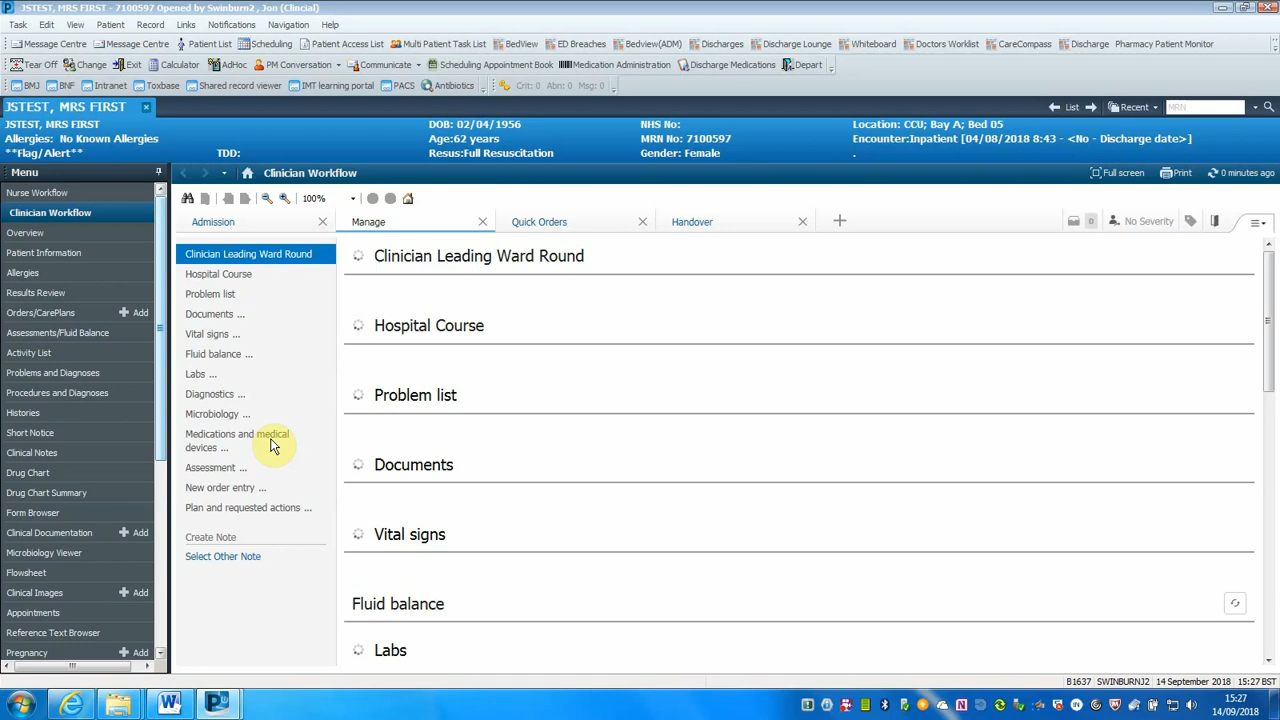 JSTEST, MRS FIRST - 7100597 Opened by Swinburn2 , Jon (Clincial)
Task Edit View Patient Record Links Notifications Navigation Help
Message Centre Message Centre Patient List Scheduling Patient Access List Multi Patient Task List BedView ED Breaches Bedview(ADM) Discharges Discharge Lounge Whiteboard Doctors Worklist CareCompass Discharge Pharmacy Patient Monitor
Tear Off Change Exit Calculator AdHoc PM Conversation Communicate Scheduling Appointment Book Medication Administration Discharge Medications Depart
BMJ BNF Intranet Toxbase Shared record viewer IMT learning portal PACS Antibiotics Crit: 0 Abn: 0 Msg: 0
JSTEST, MRS FIRST List Recent MRN
JSTEST, MRS FIRST DOB: 02/04/1956 NHS No: Location: CCU; Bay A; Bed 05
Allergies: No Known Allergies Age:62 years MRN No: 7100597 Encounter:Inpatient [04/08/2018 8:43 - <No - Discharge date>]
**Flag/Alert** TDD: Resus:Full Resuscitation Gender: Female .
Menu Clinician Workflow Full screen Print 0 minutes ago
Nurse Workflow
Clinician Workflow
Overview
Patient Information
Allergies
Results Review
Orders/CarePlans Add
Assessments/Fluid Balance
Activity List
Problems and Diagnoses
Procedures and Diagnoses
Histories
Short Notice
Clinical Notes
Drug Chart
Drug Chart Summary
Form Browser
Clinical Documentation Add
Microbiology Viewer
Flowsheet
Clinical Images Add
Appointments
Reference Text Browser
Pregnancy Add
100%
Admission Manage Quick Orders Handover 0 No Severity
Clinician Leading Ward Round
Hospital Course
Problem list
Documents ...
Vital signs ...
Fluid balance ...
Labs ...
Diagnostics ...
Microbiology ...
Medications and medical
devices ...
Assessment ...
New order entry ...
Plan and requested actions ...
Create Note
Select Other Note
Clinician Leading Ward Round
Hospital Course
Problem list
Documents
Vital signs
Fluid balance
Labs
B1637 SWINBURNJ2 14 September 2018 15:27 BST
15:27
14/09/2018